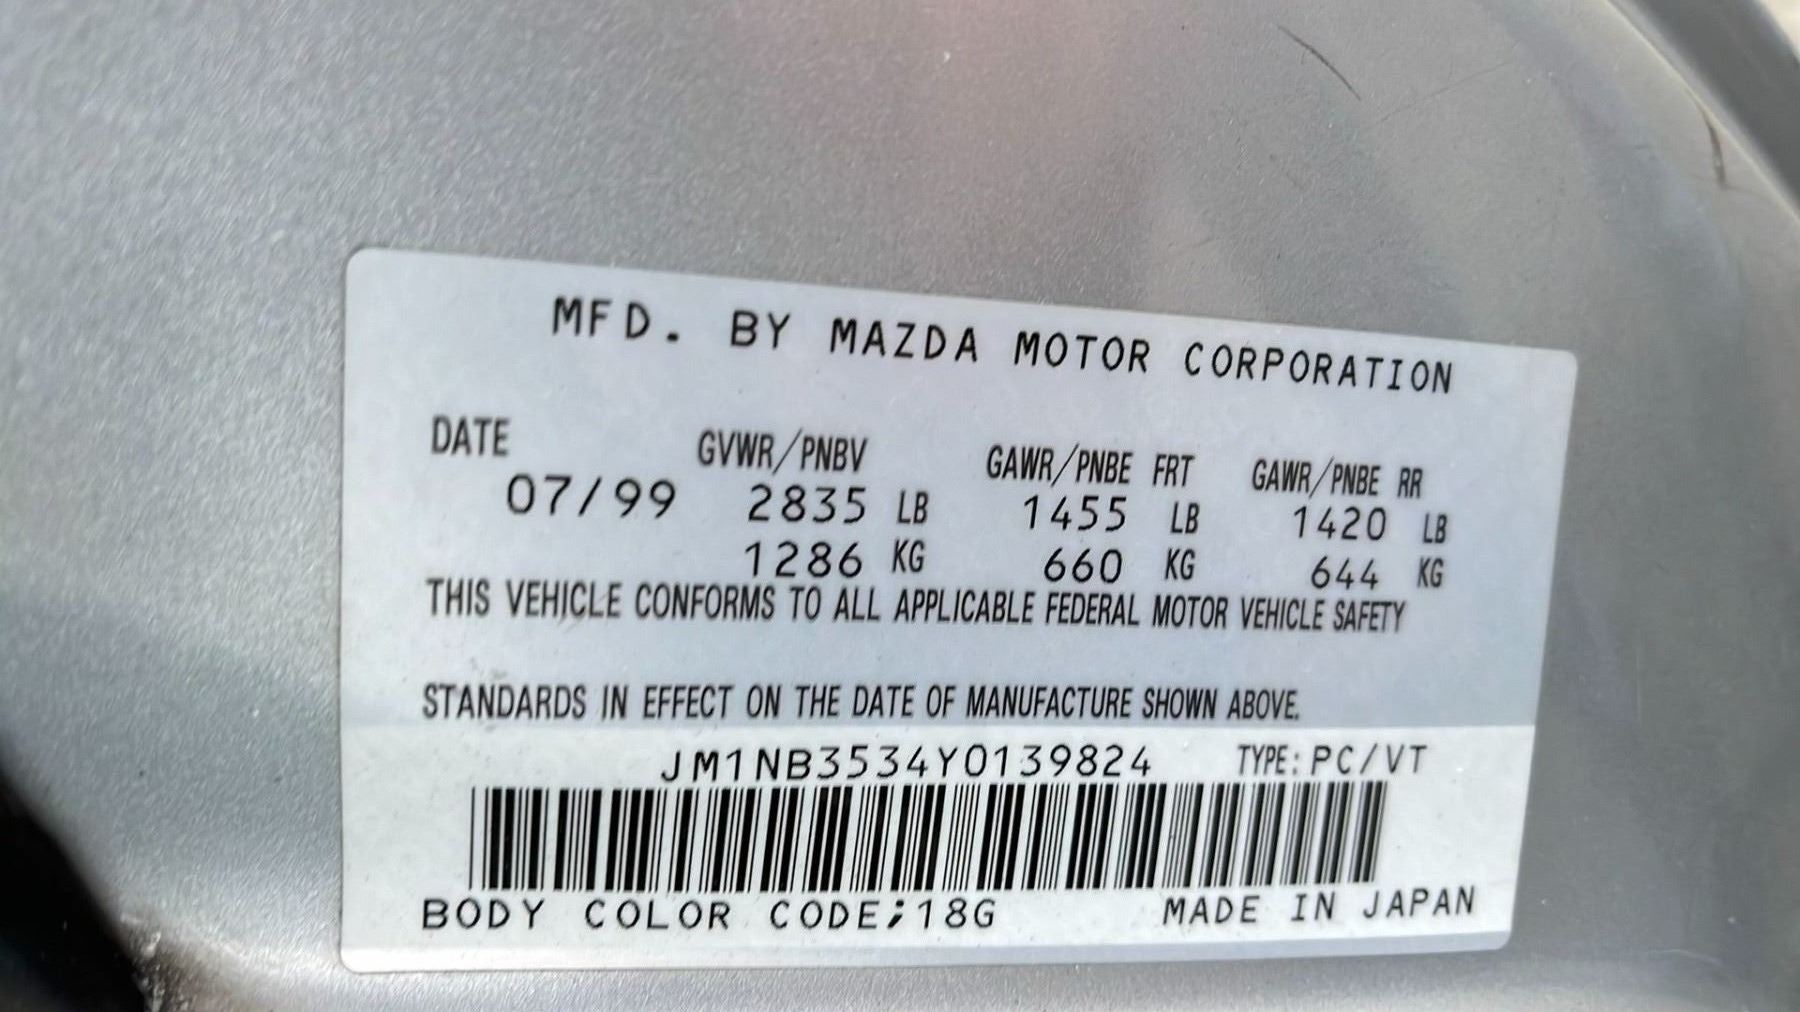 MFD. BY MAZDA MOTOR CORPORATION
DATE GVWR/PNBV GAWR/PNBE FRT GAWR/PNBE RR
07/99 2835 LB 1455 LB 1420 LB
1286 KG 660 KG 644 KG
THIS VEHICLE CONFORMS TO ALL APPLICABLE FEDERAL MOTOR VEHICLE SAFETY
STANDARDS IN EFFECT ON THE DATE OF MANUFACTURE SHOWN ABOVE.
JM1NB3534Y0139824 TYPE: PC/VT
BODY COLOR CODE;18G MADE IN JAPAN